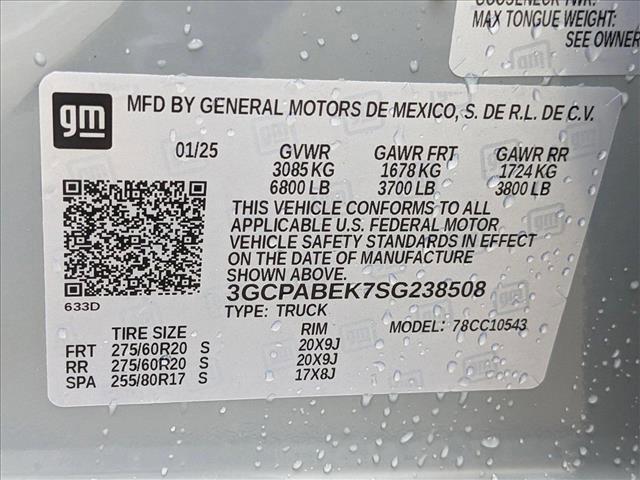 MAX TONGUE WEIGHT:
SEE OWNER
gm
MFD BY GENERAL MOTORS DE MEXICO, S. DE R.L. DE C.V.
01/25 GVWR GAWR FRT GAWR RR
3085 KG 1678 KG 1724 KG
6800 LB 3700 LB 3800 LB
THIS VEHICLE CONFORMS TO ALL
APPLICABLE U.S. FEDERAL MOTOR
VEHICLE SAFETY STANDARDS IN EFFECT
ON THE DATE OF MANUFACTURE
SHOWN ABOVE.
633D
3GCPABEK7SG238508
TYPE: TRUCK MODEL: 78CC10543
TIRE SIZE RIM
FRT 275/60R20 S 20X9J
RR 275/60R20 S 20X9J
SPA 255/80R17 S 17X8J